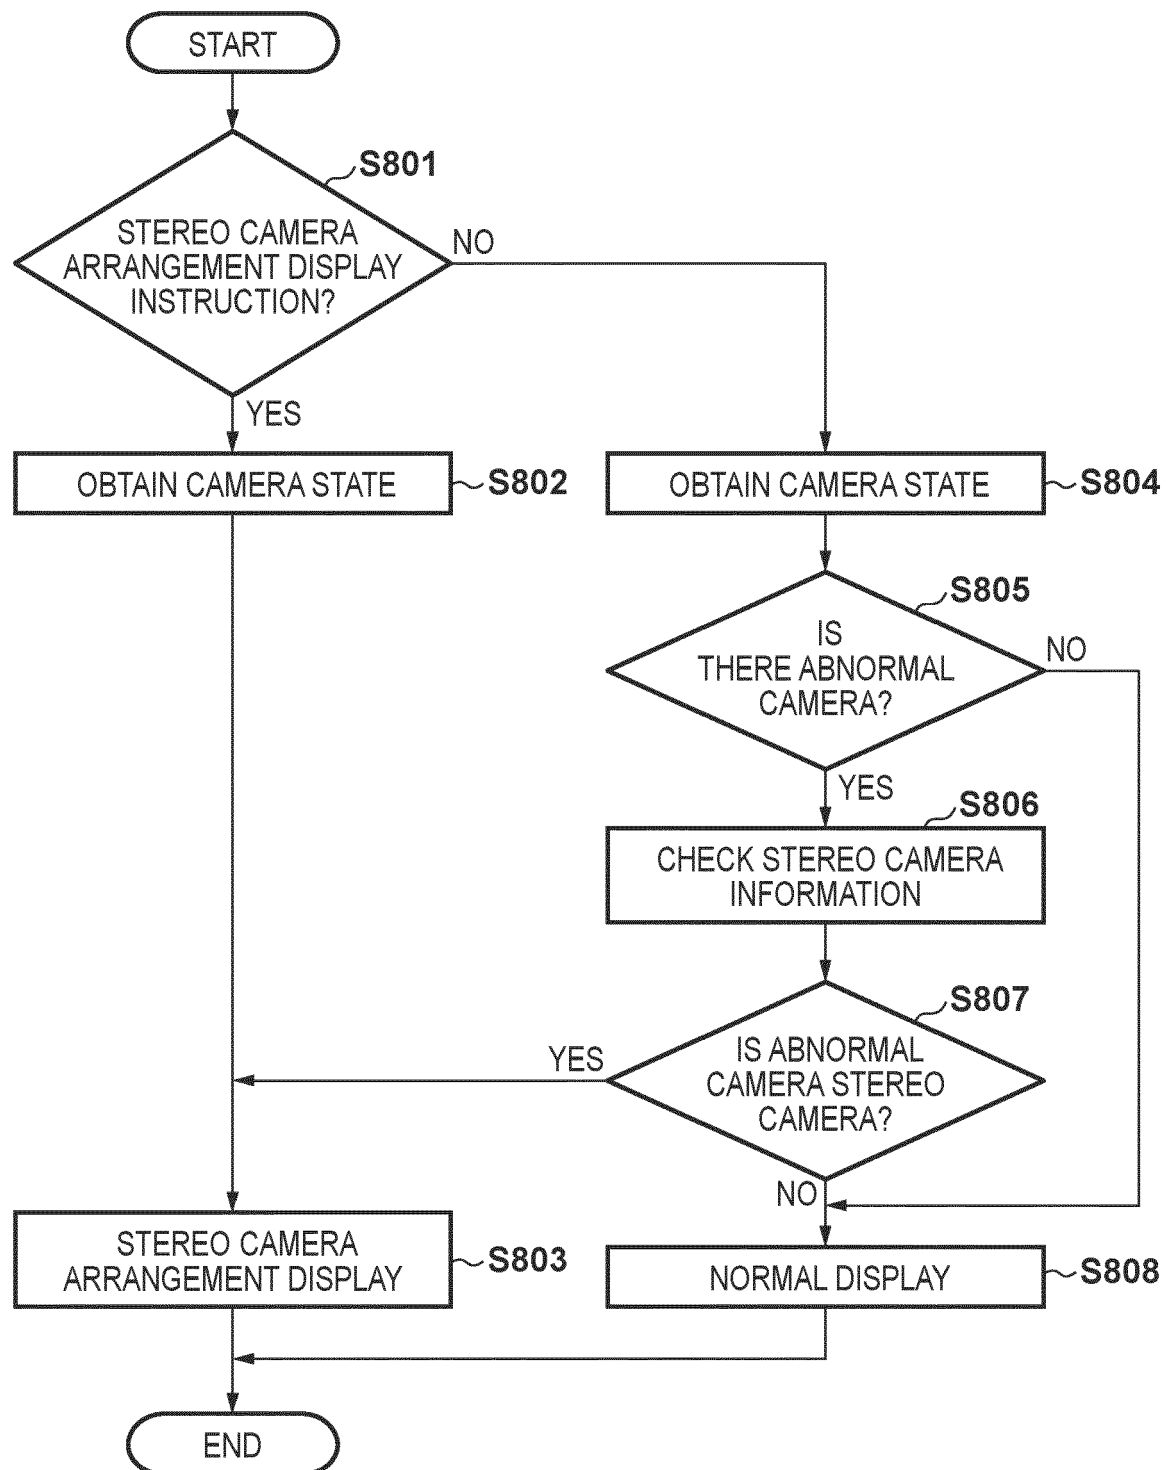 START
S801
STEREO CAMERA
ARRANGEMENT DISPLAY
INSTRUCTION?
NO
YES
OBTAIN CAMERA STATE
S802
OBTAIN CAMERA STATE
S804
S805
IS
THERE ABNORMAL
CAMERA?
NO
YES
S806
CHECK STEREO CAMERA
INFORMATION
S807
IS ABNORMAL
CAMERA STEREO
CAMERA?
YES
NO
STEREO CAMERA
ARRANGEMENT DISPLAY
S803
NORMAL DISPLAY
S808
END